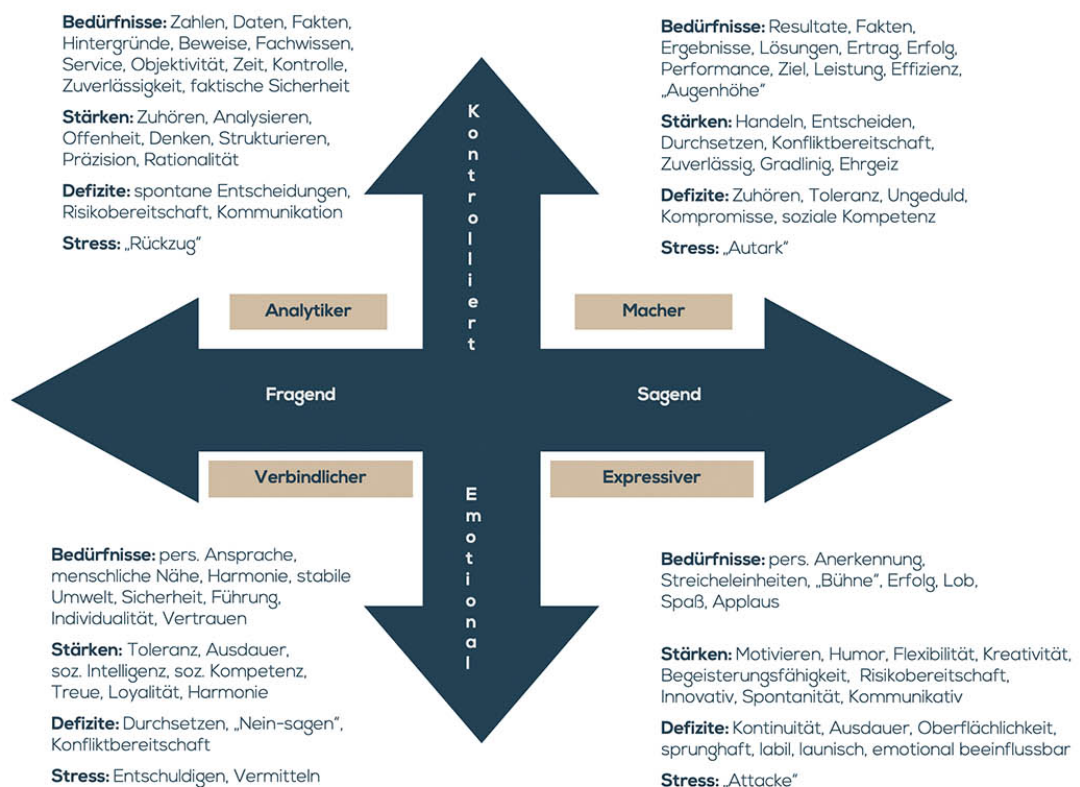 Bedürfnisse: Zahlen, Daten, Fakten,
Hintergründe, Beweise, Fachwissen,
Service, Objektivität, Zeit, Kontrolle,
Zuverlässigkeit, faktische Sicherheit
Stärken: Zuhören, Analysieren,
Offenheit, Denken, Strukturieren,
Präzision, Rationalität
Defizite: spontane Entscheidungen,
Risikobereitschaft, Kommunikation
Stress: „Rückzug“
Bedürfnisse: Resultate, Fakten,
Ergebnisse, Lösungen, Ertrag, Erfolg,
Performance, Ziel, Leistung, Effizienz,
„Augenhöhe“
Stärken: Handeln, Entscheiden,
Durchsetzen, Konfliktbereitschaft,
Zuverlässig, Gradlinig, Ehrgeiz
Defizite: Zuhören, Toleranz, Ungeduld,
Kompromisse, soziale Kompetenz
Stress: „Autark“
Kontrolliert
Analytiker
Macher
Fragend
Sagend
Verbindlicher
Expressiver
Emotional
Bedürfnisse: pers. Ansprache,
menschliche Nähe, Harmonie, stabile
Umwelt, Sicherheit, Führung,
Individualität, Vertrauen
Stärken: Toleranz, Ausdauer,
soz. Intelligenz, soz. Kompetenz,
Treue, Loyalität, Harmonie
Defizite: Durchsetzen, „Nein-sagen“,
Konfliktbereitschaft
Stress: Entschuldigen, Vermitteln
Bedürfnisse: pers. Anerkennung,
Streicheleinheiten, „Bühne“, Erfolg, Lob,
Spaß, Applaus
Stärken: Motivieren, Humor, Flexibilität, Kreativität,
Begeisterungsfähigkeit, Risikobereitschaft,
Innovativ, Spontanität, Kommunikativ
Defizite: Kontinuität, Ausdauer, Oberflächlichkeit,
sprunghaft, labil, launisch, emotional beeinflussbar
Stress: „Attacke“